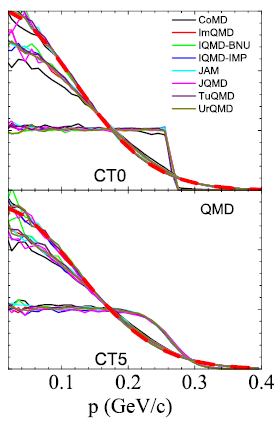 CoMD
ImQMD
IQMD-BNU
IQMD-IMP
JAM
JQMD
TuQMD
UrQMD
CT0
QMD
CT5
0.1 0.2 0.3 0.4
p (GeV/c)